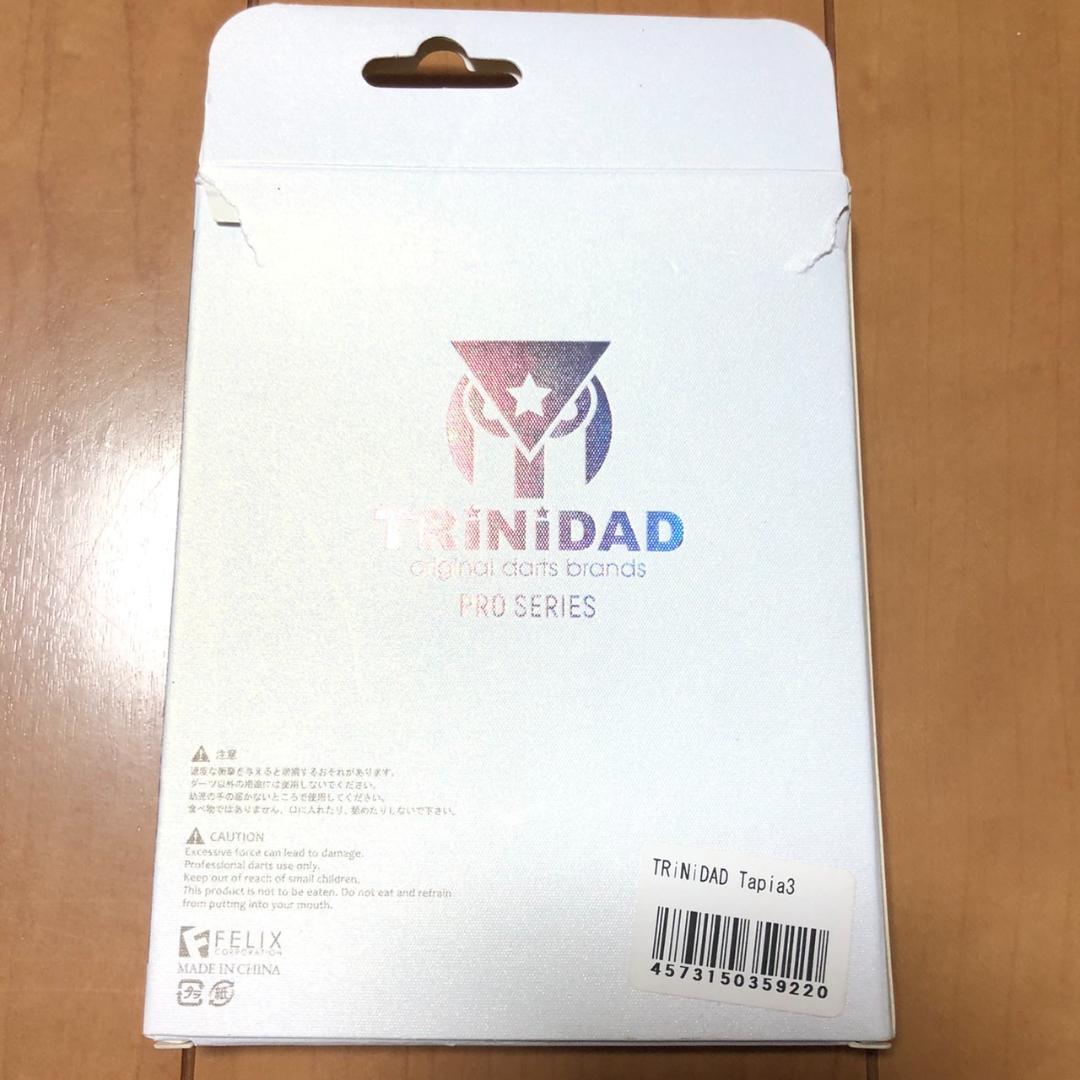 TRiNiDAD
original darts brands
PRO SERIES
注意
過度な衝撃を与えると破損するおそれがあります。
ダーツ以外の用途には使用しないでください。
幼児の手の届かないところで使用してください。
食べ物ではありません、口に入れたり、舐めたりしないで下さい。
CAUTION
Excessive force can lead to damage.
Professional darts use only.
Keep out of reach of small children.
This product is not to be eaten. Do not eat and refrain
from putting into your mouth.
FELIX
CORPORATION
MADE IN CHINA
プラ 紙
TRiNiDAD Tapia3
4573150359220